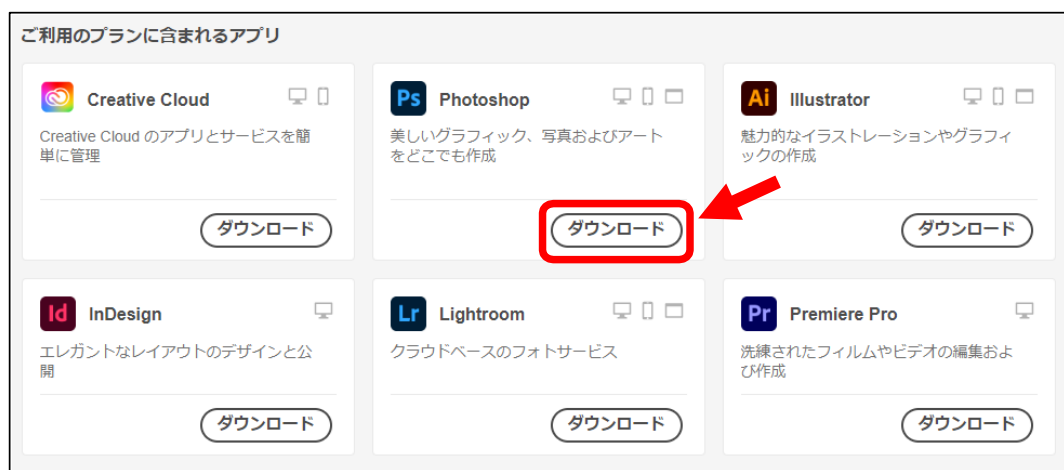 ご利用のプランに含まれるアプリ
Creative Cloud
Creative Cloud のアプリとサービスを簡
単に管理
ダウンロード
Ps Photoshop
美しいグラフィック、写真およびアート
をどこでも作成
ダウンロード
Ai Illustrator
魅力的なイラストレーションやグラフィ
ックの作成
ダウンロード
Id InDesign
エレガントなレイアウトのデザインと公
開
ダウンロード
Lr Lightroom
クラウドベースのフォトサービス
ダウンロード
Pr Premiere Pro
洗練されたフィルムやビデオの編集およ
び作成
ダウンロード